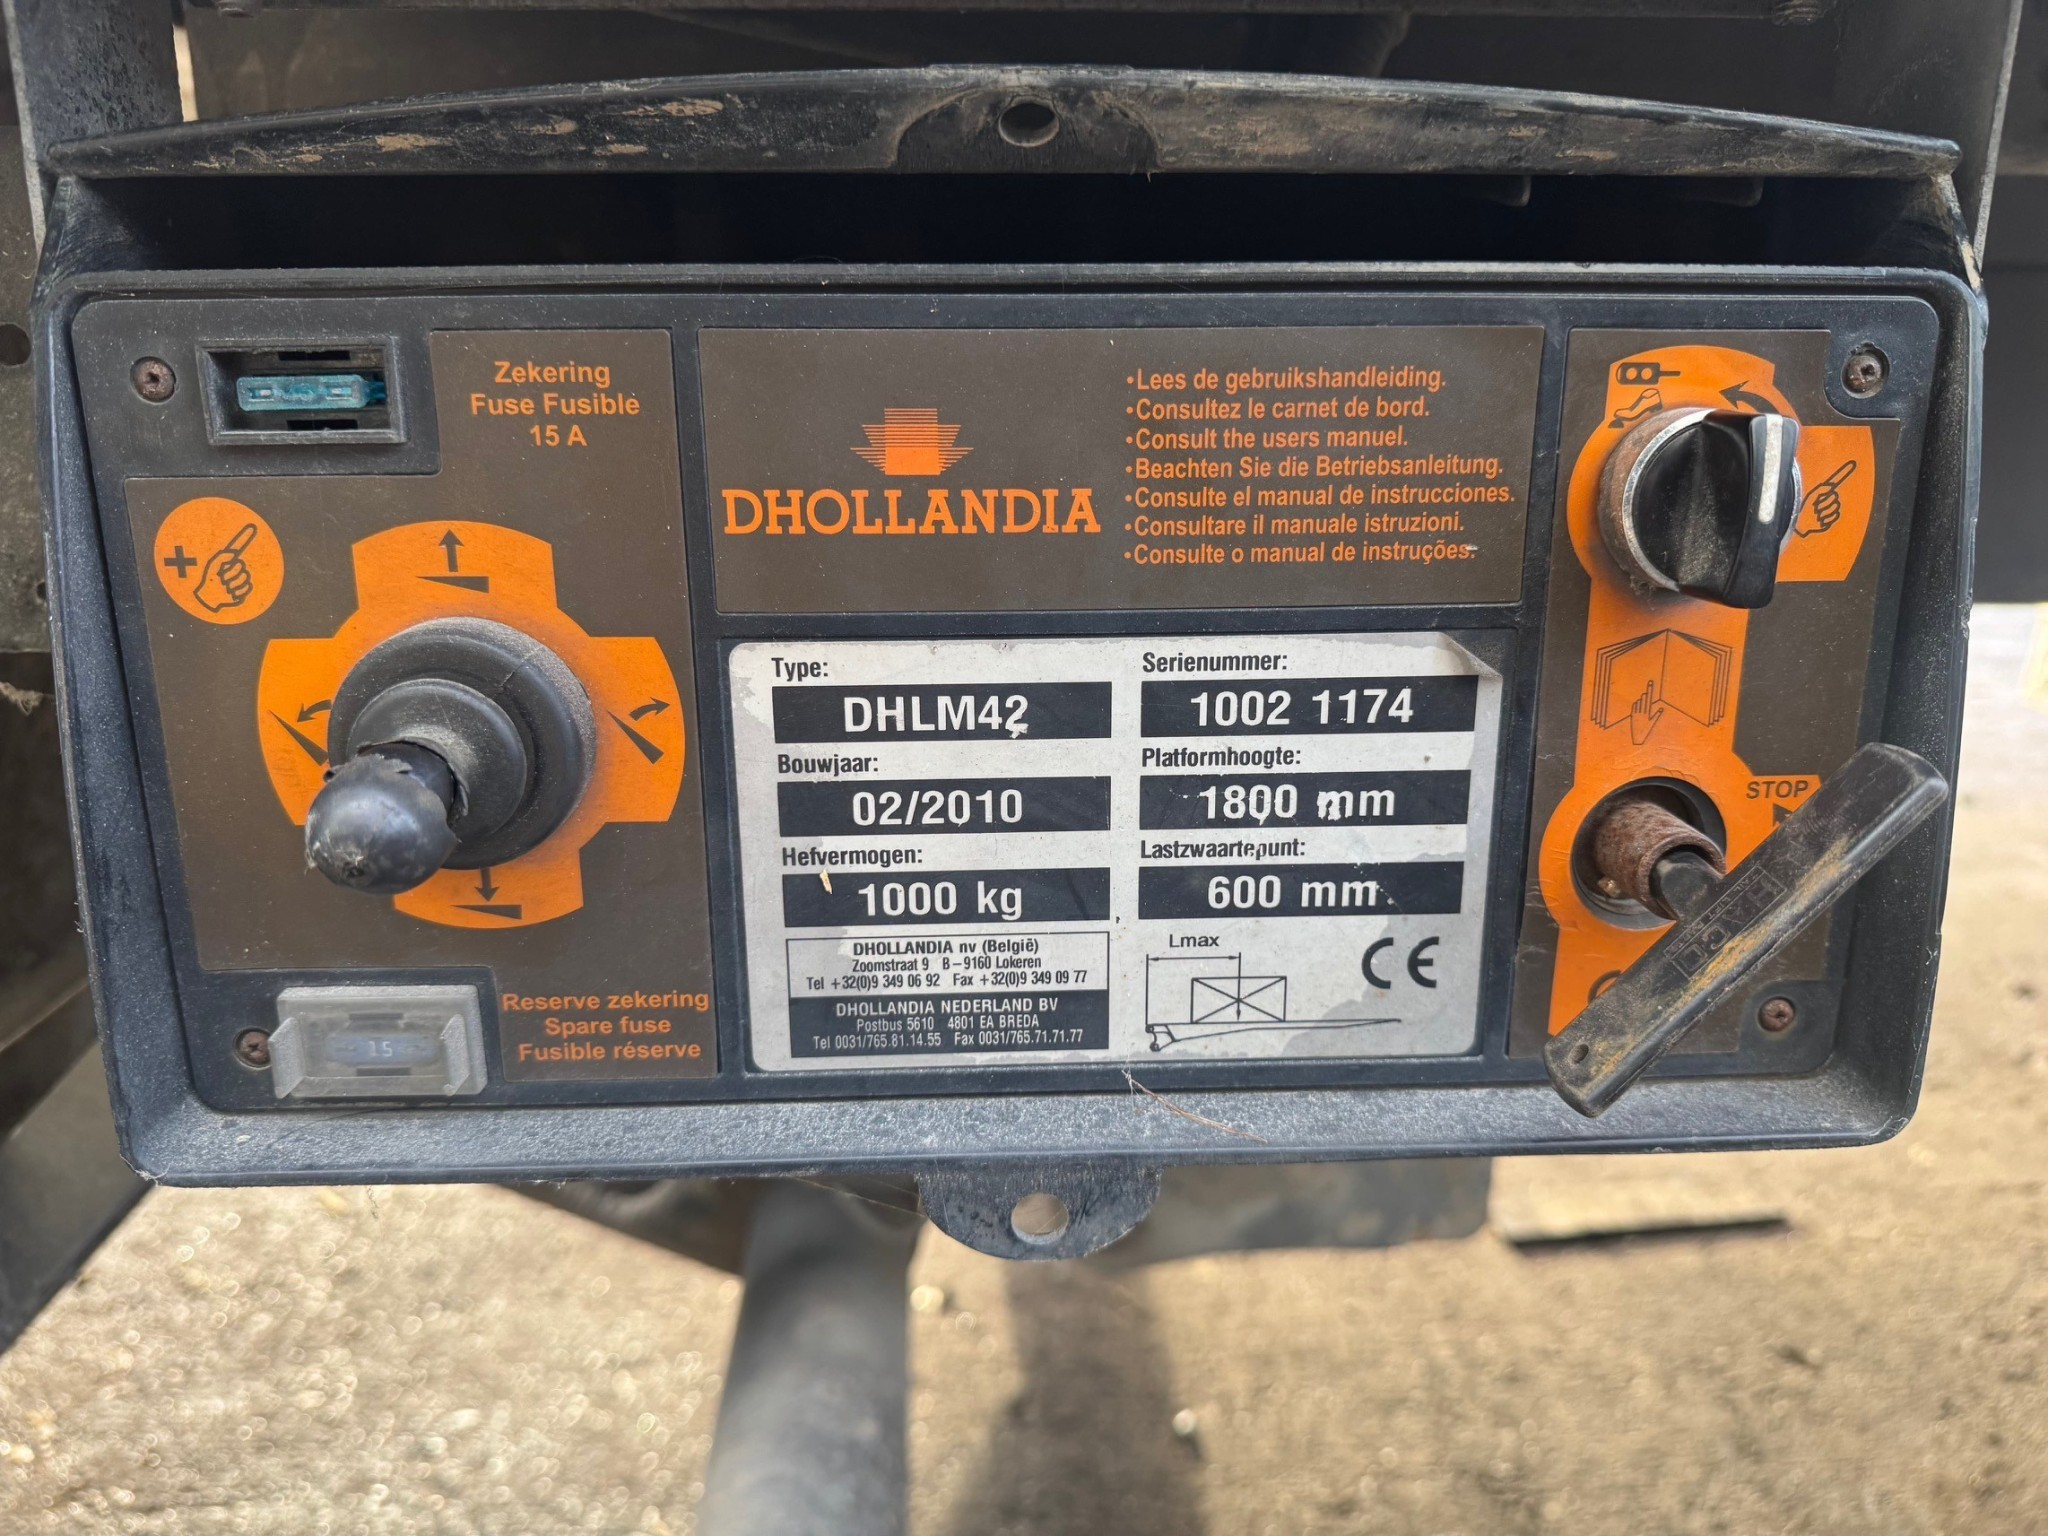 Zekering
Fuse Fusible
15 A
DHOLLANDIA
•Lees de gebruikshandleiding.
•Consultez le carnet de bord.
•Consult the users manuel.
•Beachten Sie die Betriebsanleitung.
•Consulte el manual de instrucciones.
•Consultare il manuale istruzioni.
•Consulte o manual de instruções.
+
Type:
DHLM42
Serienummer:
1002 1174
Bouwjaar:
02/2010
Platformhoogte:
1800 mm
Hefvermogen:
1000 kg
Lastzwaartepunt:
600 mm
DHOLLANDIA nv (België)
Zoomstraat 9 B-9160 Lokeren
Tel +32(0)9 349 06 92 Fax +32(0)9 349 09 77
DHOLLANDIA NEDERLAND BV
Postbus 5610 4801 EA BREDA
Tel 0031/765.81.14.55 Fax 0031/765.71.71.77
Lmax
CE
STOP
Reserve zekering
Spare fuse
Fusible réserve
15